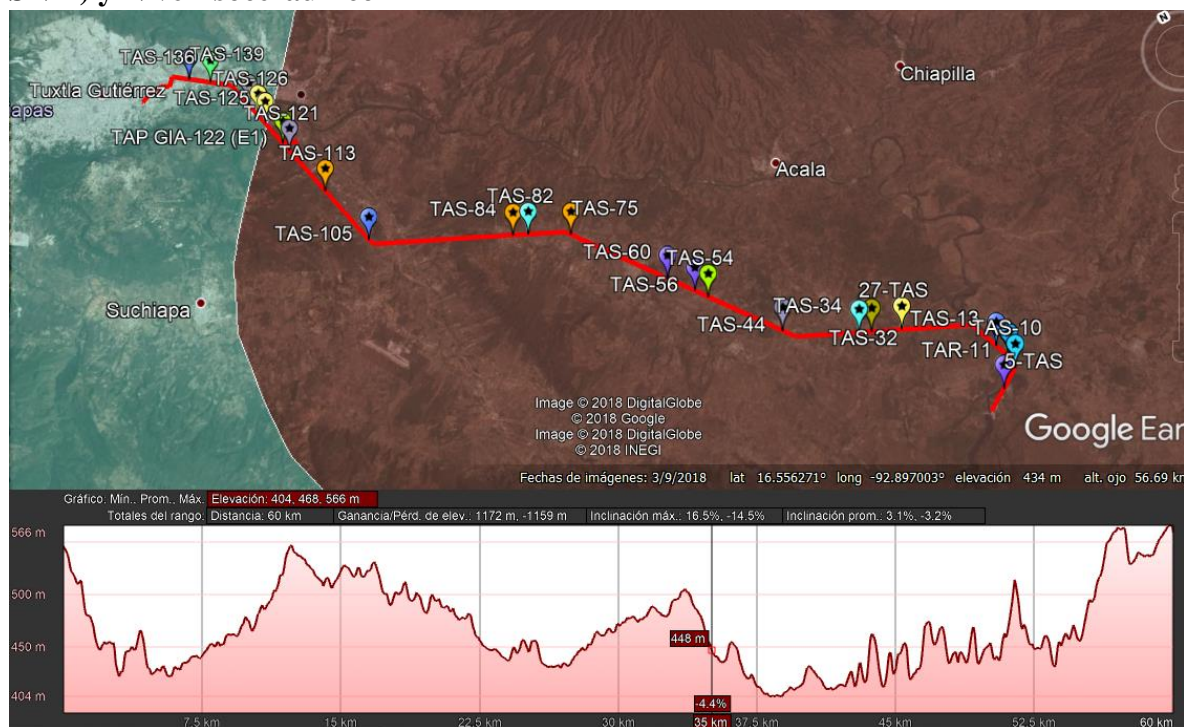 TAS-136
TAS-139
TAS-126
Tuxtla Gutiérrez
TAS-125
apas
TAS-121
TAP GIA-122 (E1)
TAS-113
TAS-105
Chiapilla
Acala
TAS-82
TAS-84
TAS-75
TAS-60
TAS-54
TAS-56
TAS-44
TAS-34
27-TAS
TAS-32
TAS-13
TAS-10
TAR-11
5-TAS
Suchiapa
N
Image © 2018 DigitalGlobe
© 2018 Google
Image © 2018 DigitalGlobe
© 2018 INEGI
Google Ear
Fechas de imágenes: 3/9/2018 lat 16.556271° long -92.897003° elevación 434 m alt. ojo 56.69 km
Gráfico: Mín., Prom., Máx. Elevación: 404, 468, 566 m
Totales del rango: Distancia: 60 km Ganancia/Pérd. de elev.: 1172 m, -1159 m Inclinación máx.: 16.5%, -14.5% Inclinación prom.: 3.1%, -3.2%
566 m
500 m
450 m
404 m
448 m
-4.4%
7.5 km 15 km 22.5 km 30 km 35 km 37.5 km 45 km 52.5 km 60 km